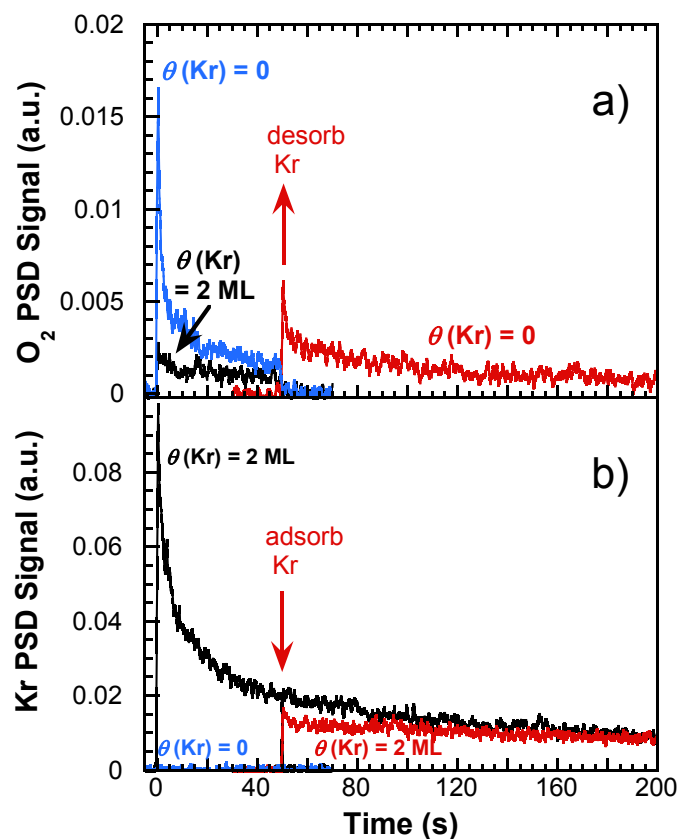 0.02
0.015
0.01
0.005
0
O₂ PSD Signal (a.u.)
θ (Kr) = 0
a)
desorb
Kr
θ (Kr)
= 2 ML
θ (Kr) = 0
0.08
0.06
0.04
0.02
0
Kr PSD Signal (a.u.)
θ (Kr) = 2 ML
b)
adsorb
Kr
θ (Kr) = 0
θ (Kr) = 2 ML
0
40
80
120
160
200
Time (s)